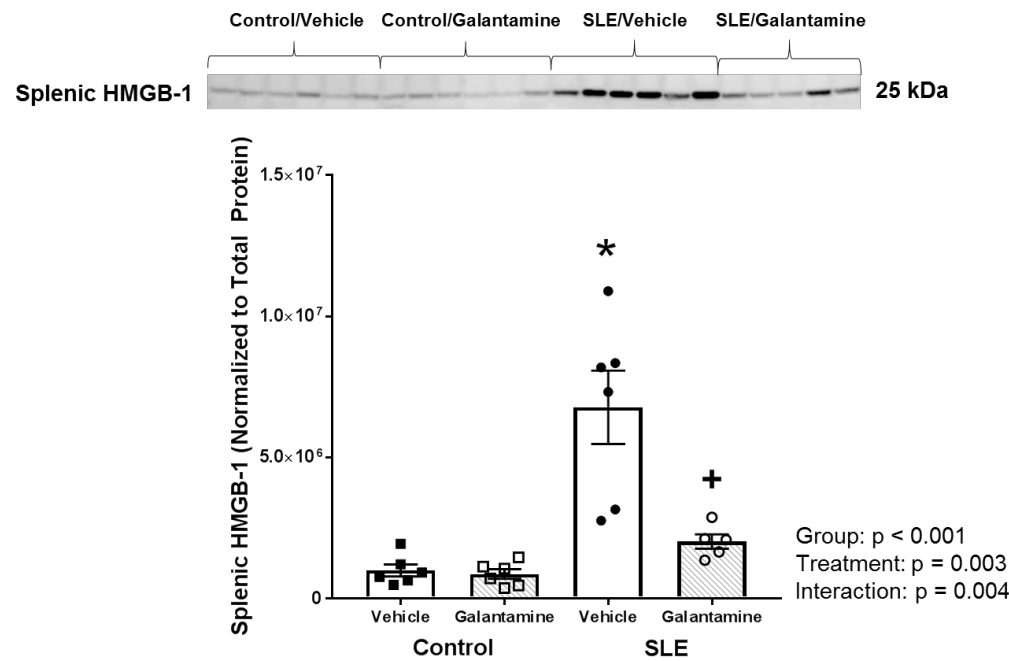 Control/Vehicle Control/Galantamine SLE/Vehicle SLE/Galantamine
Splenic HMGB-1 25 kDa
Splenic HMGB-1 (Normalized to Total Protein)
1.5×10⁷
1.0×10⁷
5.0×10⁶
0
*
+
Group: p < 0.001
Treatment: p = 0.003
Interaction: p = 0.004
Vehicle Galantamine Vehicle Galantamine
Control SLE